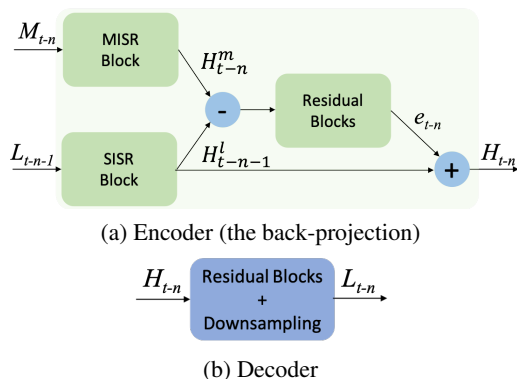 M_{t-n}
MISR
Block
H^m_{t-n}
-
Residual
Blocks
e_{t-n}
L_{t-n-1}
SISR
Block
H^l_{t-n-1}
+
H_{t-n}
(a) Encoder (the back-projection)
H_{t-n}
Residual Blocks
+
Downsampling
L_{t-n}
(b) Decoder